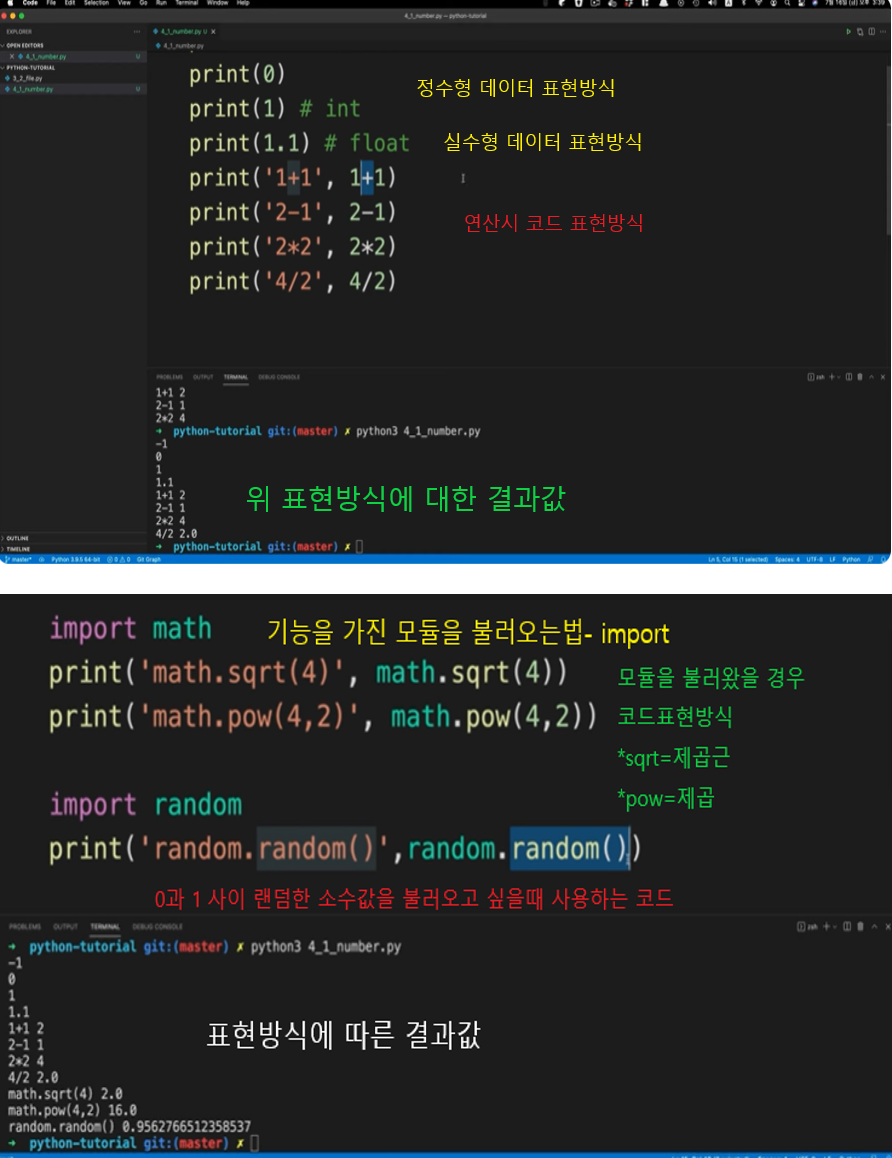 Code File Edit Selection View Go Run Terminal Window Help
4_1_number.py — python-tutorial
EXPLORER
4_1_number.py U ×
OPEN EDITORS
4_1_number.py
× 4_1_number.py U
PYTHON-TUTORIAL
3_2_file.py
4_1_number.py U
print(0)
정수형 데이터 표현방식
print(1) # int
print(1.1) # float
실수형 데이터 표현방식
print('1+1', 1+1)
print('2-1', 2-1)
연산시 코드 표현방식
print('2*2', 2*2)
print('4/2', 4/2)
PROBLEMS OUTPUT TERMINAL DEBUG CONSOLE
zsh
1+1 2
2-1 1
2*2 4
➜ python-tutorial git:(master) ✗ python3 4_1_number.py
-1
0
1
1.1
1+1 2
위 표현방식에 대한 결과값
2-1 1
2*2 4
4/2 2.0
➜ python-tutorial git:(master) ✗
OUTLINE
TIMELINE
master* Python 3.9.5 64-bit 0 0 Git Graph
Ln 5, Col 15 (1 selected) Spaces: 4 UTF-8 LF Python
import math
기능을 가진 모듈을 불러오는법- import
print('math.sqrt(4)', math.sqrt(4))
모듈을 불러왔을 경우
print('math.pow(4,2)', math.pow(4,2))
코드표현방식
*sqrt=제곱근
*pow=제곱
import random
print('random.random()',random.random())
0과 1 사이 랜덤한 소수값을 불러오고 싶을때 사용하는 코드
PROBLEMS OUTPUT TERMINAL DEBUG CONSOLE
zsh
➜ python-tutorial git:(master) ✗ python3 4_1_number.py
-1
0
1
1.1
1+1 2
표현방식에 따른 결과값
2-1 1
2*2 4
4/2 2.0
math.sqrt(4) 2.0
math.pow(4,2) 16.0
random.random() 0.9562766512358537
➜ python-tutorial git:(master) ✗